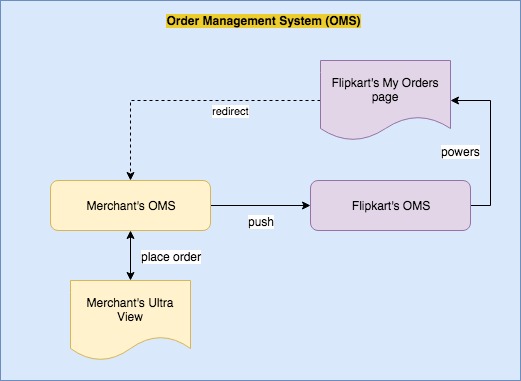 Order Management System (OMS)
Flipkart's My Orders
page
redirect
powers
Merchant's OMS
Flipkart's OMS
push
place order
Merchant's Ultra
View